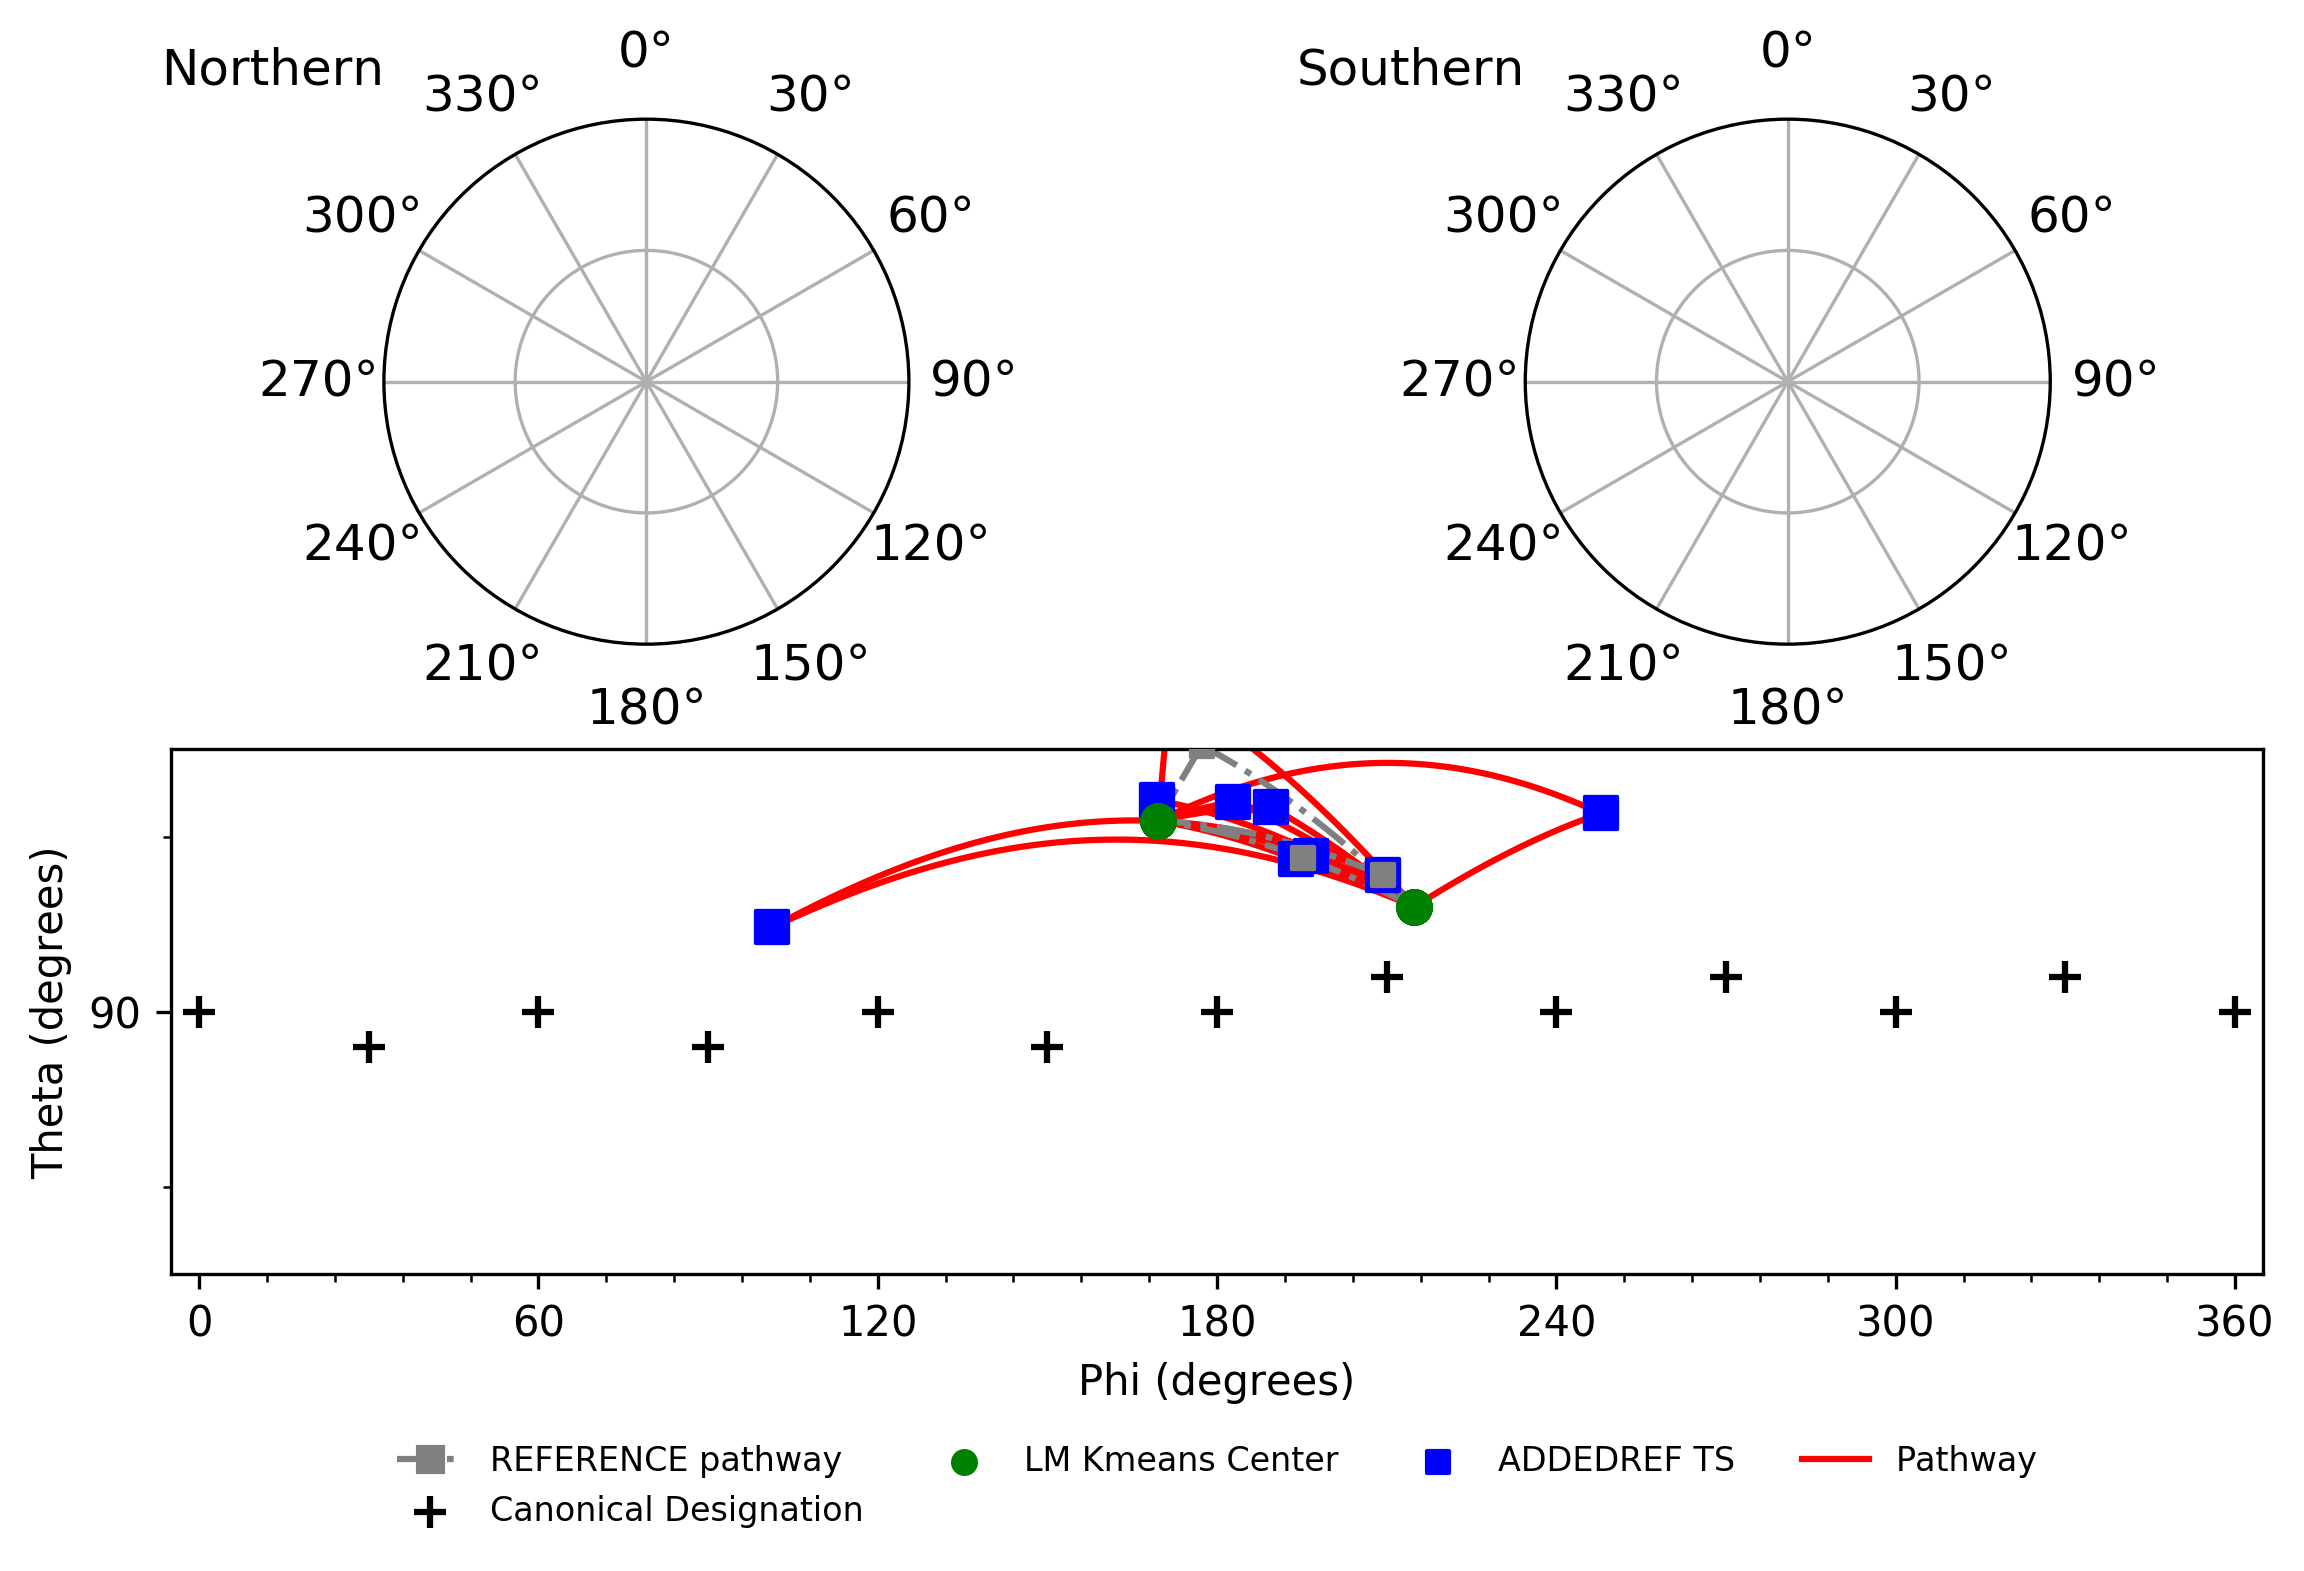 Northern
0°
30°
60°
90°
120°
150°
180°
210°
240°
270°
300°
330°
Southern
0°
30°
60°
90°
120°
150°
180°
210°
240°
270°
300°
330°
Theta (degrees)
90
0 60 120 180 240 300 360
Phi (degrees)
REFERENCE pathway
Canonical Designation
LM Kmeans Center
ADDEDREF TS
Pathway